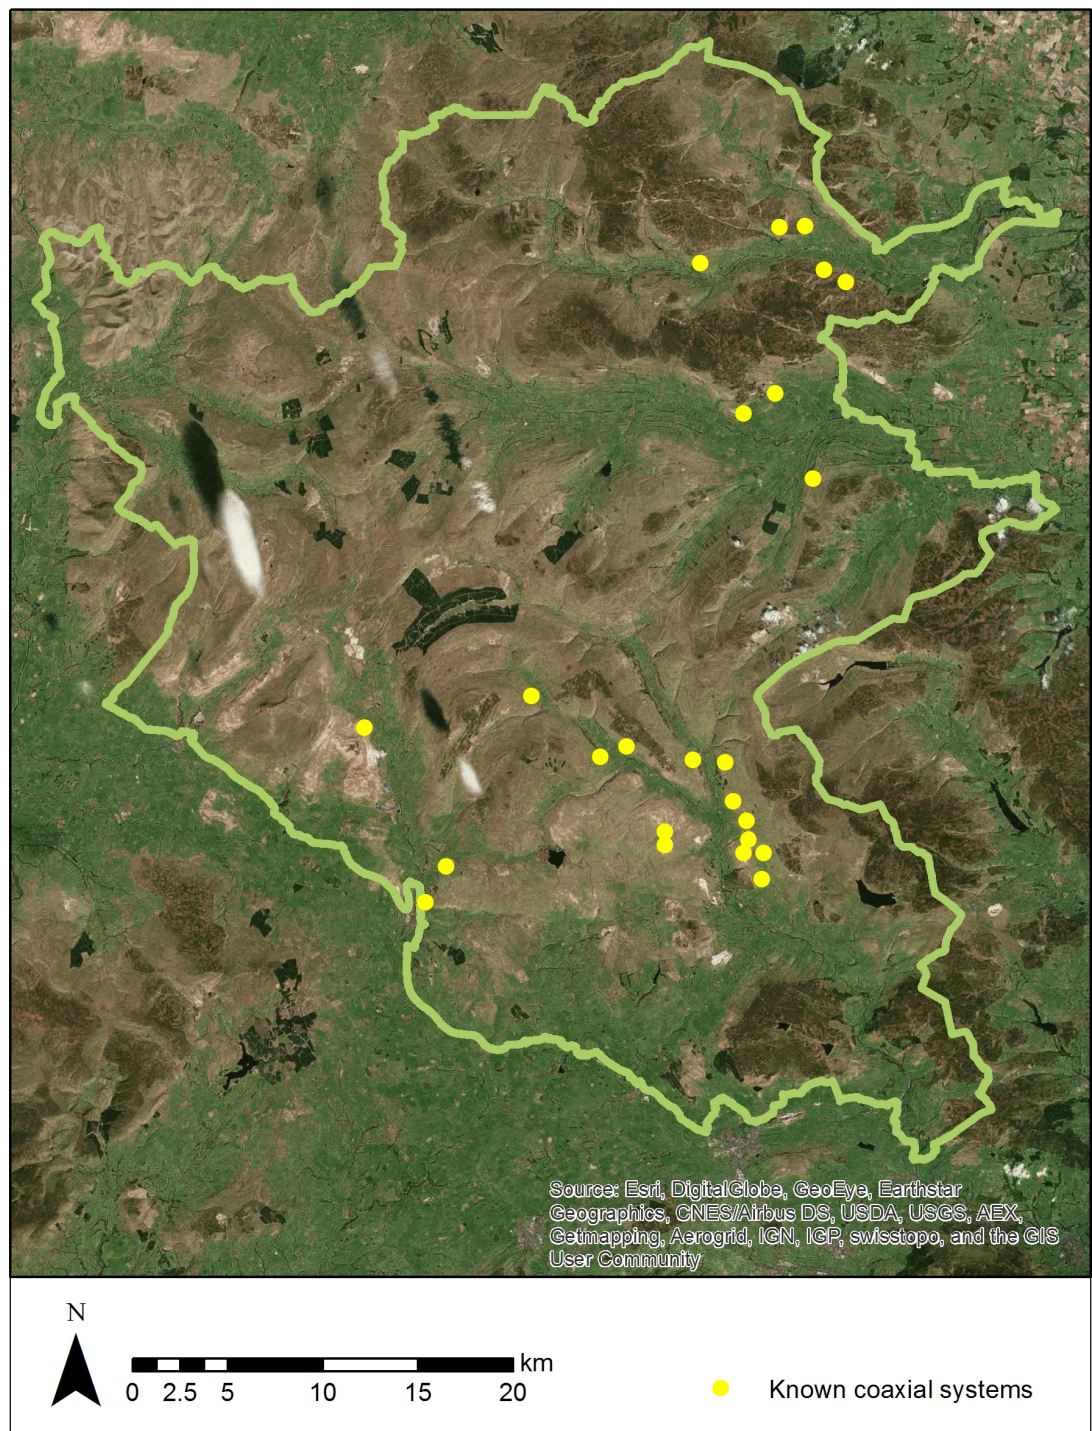 Source: Esri, DigitalGlobe, GeoEye, Earthstar
Geographics, CNES/Airbus DS, USDA, USGS, AEX,
Getmapping, Aerogrid, IGN, IGP, swisstopo, and the GIS
User Community
N
km
0 2.5 5 10 15 20
Known coaxial systems